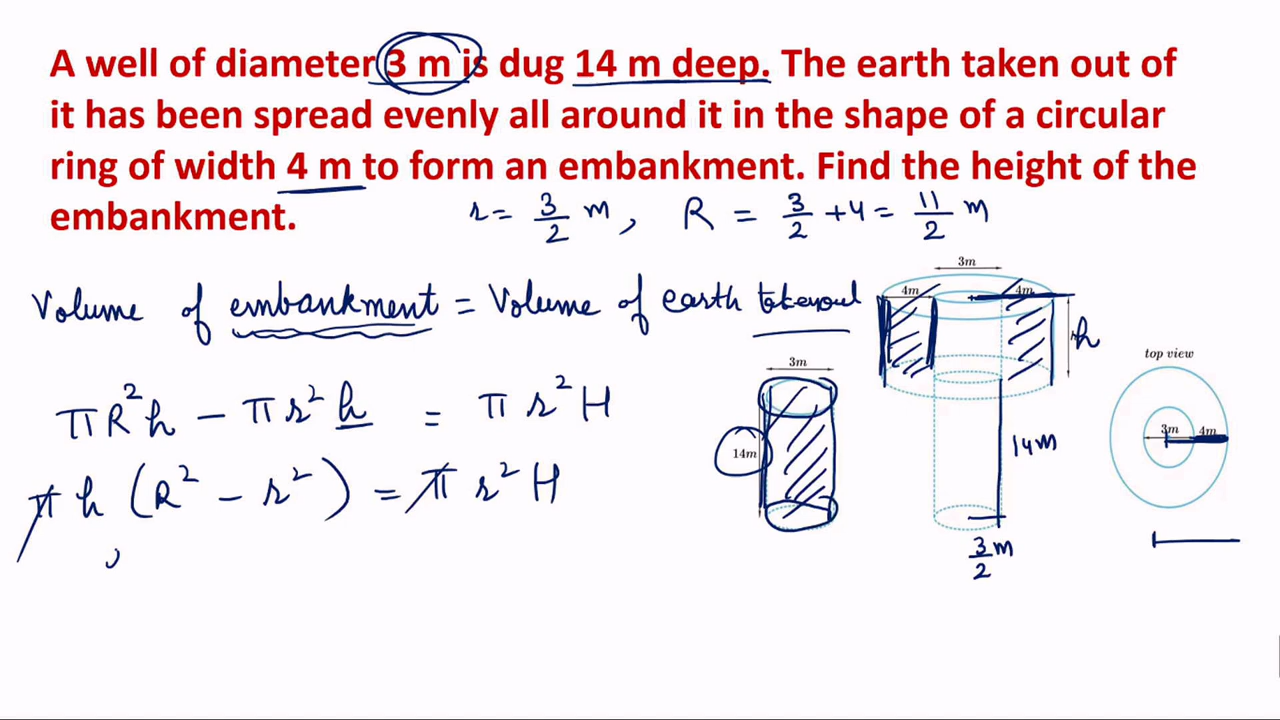 A well of diameter 3 m is dug 14 m deep. The earth taken out of
it has been spread evenly all around it in the shape of a circular
ring of width 4 m to form an embankment. Find the height of the
embankment.
r = 3/2 m, R = 3/2 + 4 = 11/2 m
Volume of embankment = Volume of earth takenout
πR²h − πr²h = πr²H
πh (R² − r²) = πr²H
3m
14m
3m
4m
4m
h
14m
3/2 m
top view
3m
4m